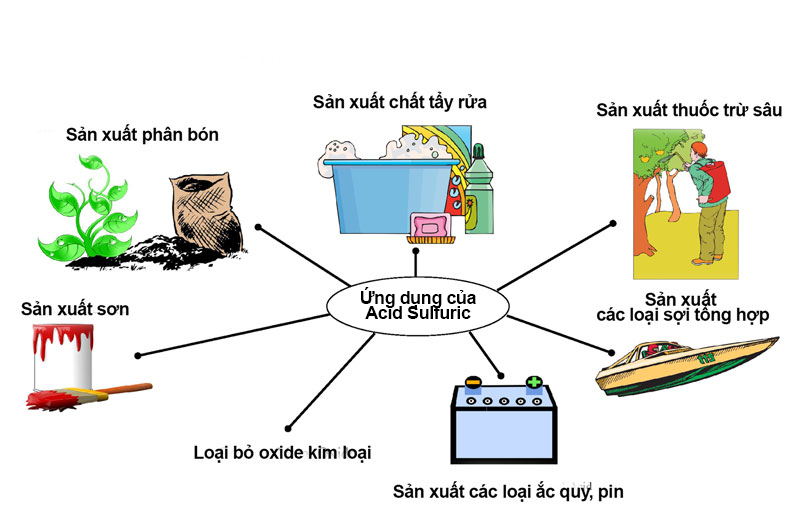 Sản xuất chất tẩy rửa
Sản xuất thuốc trừ sâu
Sản xuất phân bón
Ứng dụng của
Acid Sulfuric
Sản xuất
các loại sợi tổng hợp
Sản xuất sơn
Loại bỏ oxide kim loại
Sản xuất các loại ắc quy, pin